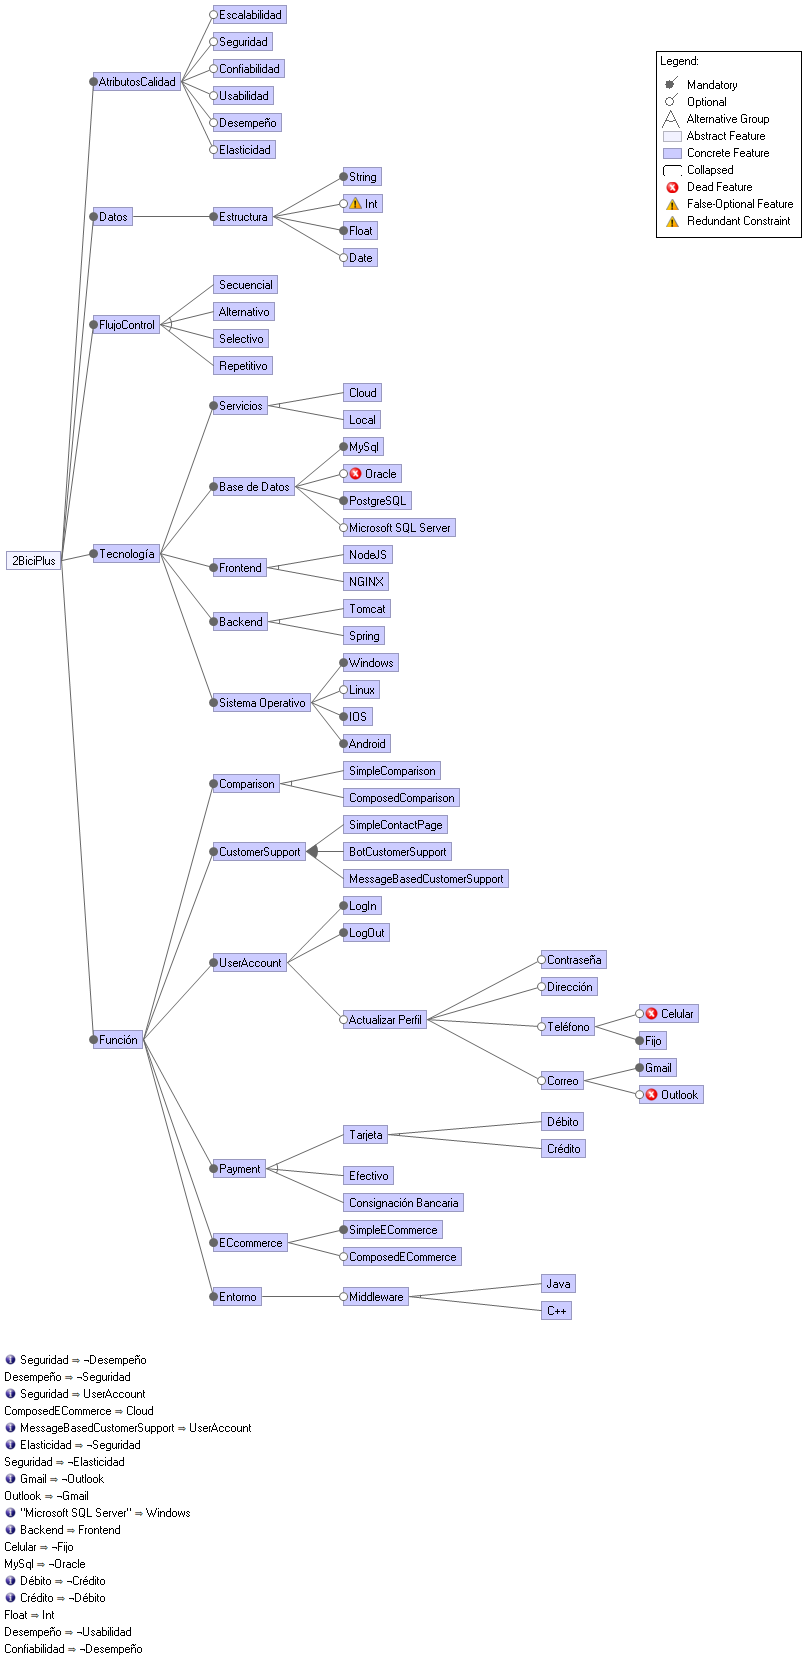 Escalabilidad
Seguridad
Confiabilidad
AtributosCalidad
Usabilidad
Desempeño
Elasticidad
Legend:
Mandatory
Optional
Alternative Group
Abstract Feature
Concrete Feature
Collapsed
Dead Feature
False-Optional Feature
Redundant Constraint
String
Int
Datos
Estructura
Float
Date
Secuencial
Alternativo
FlujoControl
Selectivo
Repetitivo
Cloud
Servicios
Local
MySql
Oracle
Base de Datos
PostgreSQL
Microsoft SQL Server
2BiciPlus
Tecnología
NodeJS
Frontend
NGINX
Tomcat
Backend
Spring
Windows
Linux
Sistema Operativo
IOS
Android
SimpleComparison
Comparison
ComposedComparison
SimpleContactPage
CustomerSupport
BotCustomerSupport
MessageBasedCustomerSupport
LogIn
LogOut
UserAccount
Contraseña
Dirección
Actualizar Perfil
Celular
Teléfono
Fijo
Función
Gmail
Correo
Outlook
Débito
Tarjeta
Crédito
Payment
Efectivo
Consignación Bancaria
SimpleECommerce
ECcommerce
ComposedECommerce
Java
Entorno
Middleware
C++
Seguridad ⇒ ¬Desempeño
Desempeño ⇒ ¬Seguridad
Seguridad ⇒ UserAccount
ComposedECommerce ⇒ Cloud
MessageBasedCustomerSupport ⇒ UserAccount
Elasticidad ⇒ ¬Seguridad
Seguridad ⇒ ¬Elasticidad
Gmail ⇒ ¬Outlook
Outlook ⇒ ¬Gmail
"Microsoft SQL Server" ⇒ Windows
Backend ⇒ Frontend
Celular ⇒ ¬Fijo
MySql ⇒ ¬Oracle
Débito ⇒ ¬Crédito
Crédito ⇒ ¬Débito
Float ⇒ Int
Desempeño ⇒ ¬Usabilidad
Confiabilidad ⇒ ¬Desempeño